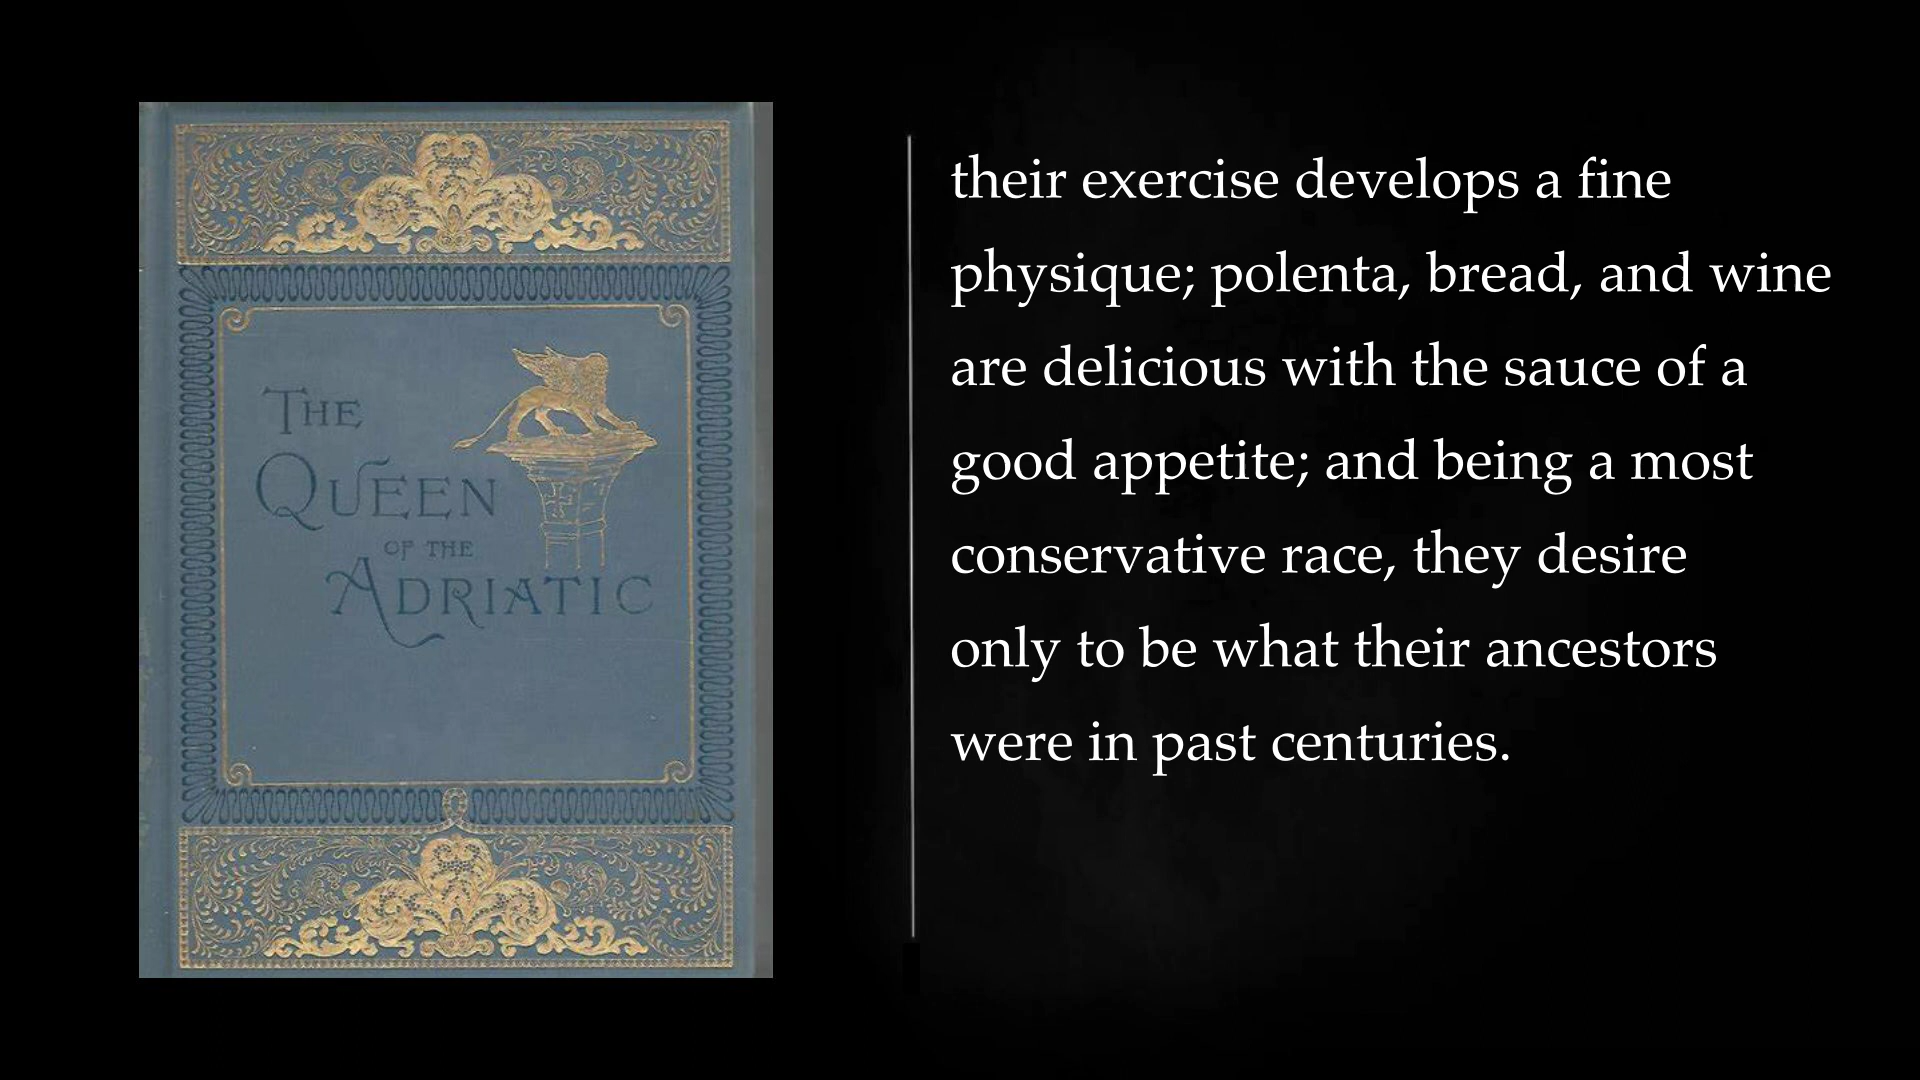 THE
QUEEN
OF THE
ADRIATIC
their exercise develops a fine
physique; polenta, bread, and wine
are delicious with the sauce of a
good appetite; and being a most
conservative race, they desire
only to be what their ancestors
were in past centuries.